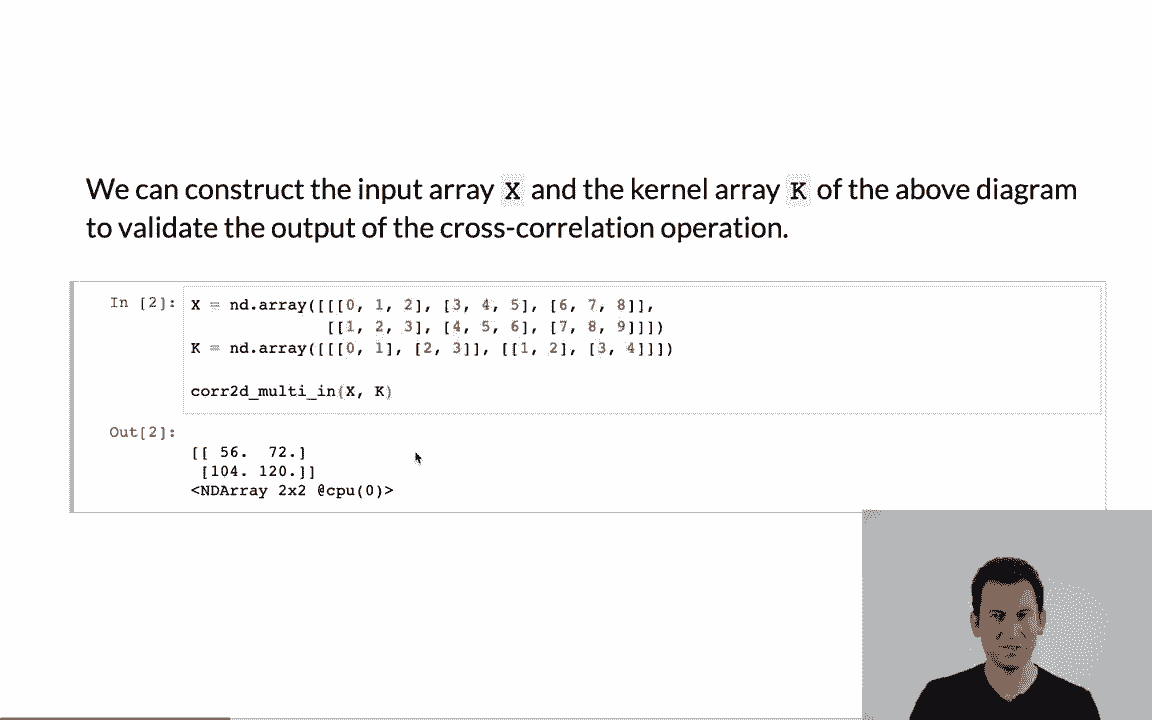 We can construct the input array X and the kernel array K of the above diagram
to validate the output of the cross-correlation operation.
In [2]: X = nd.array([[[0, 1, 2], [3, 4, 5], [6, 7, 8]],
[[1, 2, 3], [4, 5, 6], [7, 8, 9]]])
K = nd.array([[[0, 1], [2, 3]], [[1, 2], [3, 4]]])
corr2d_multi_in(X, K)
Out[2]:
[[ 56. 72.]
[104. 120.]]
<NDArray 2x2 @cpu(0)>